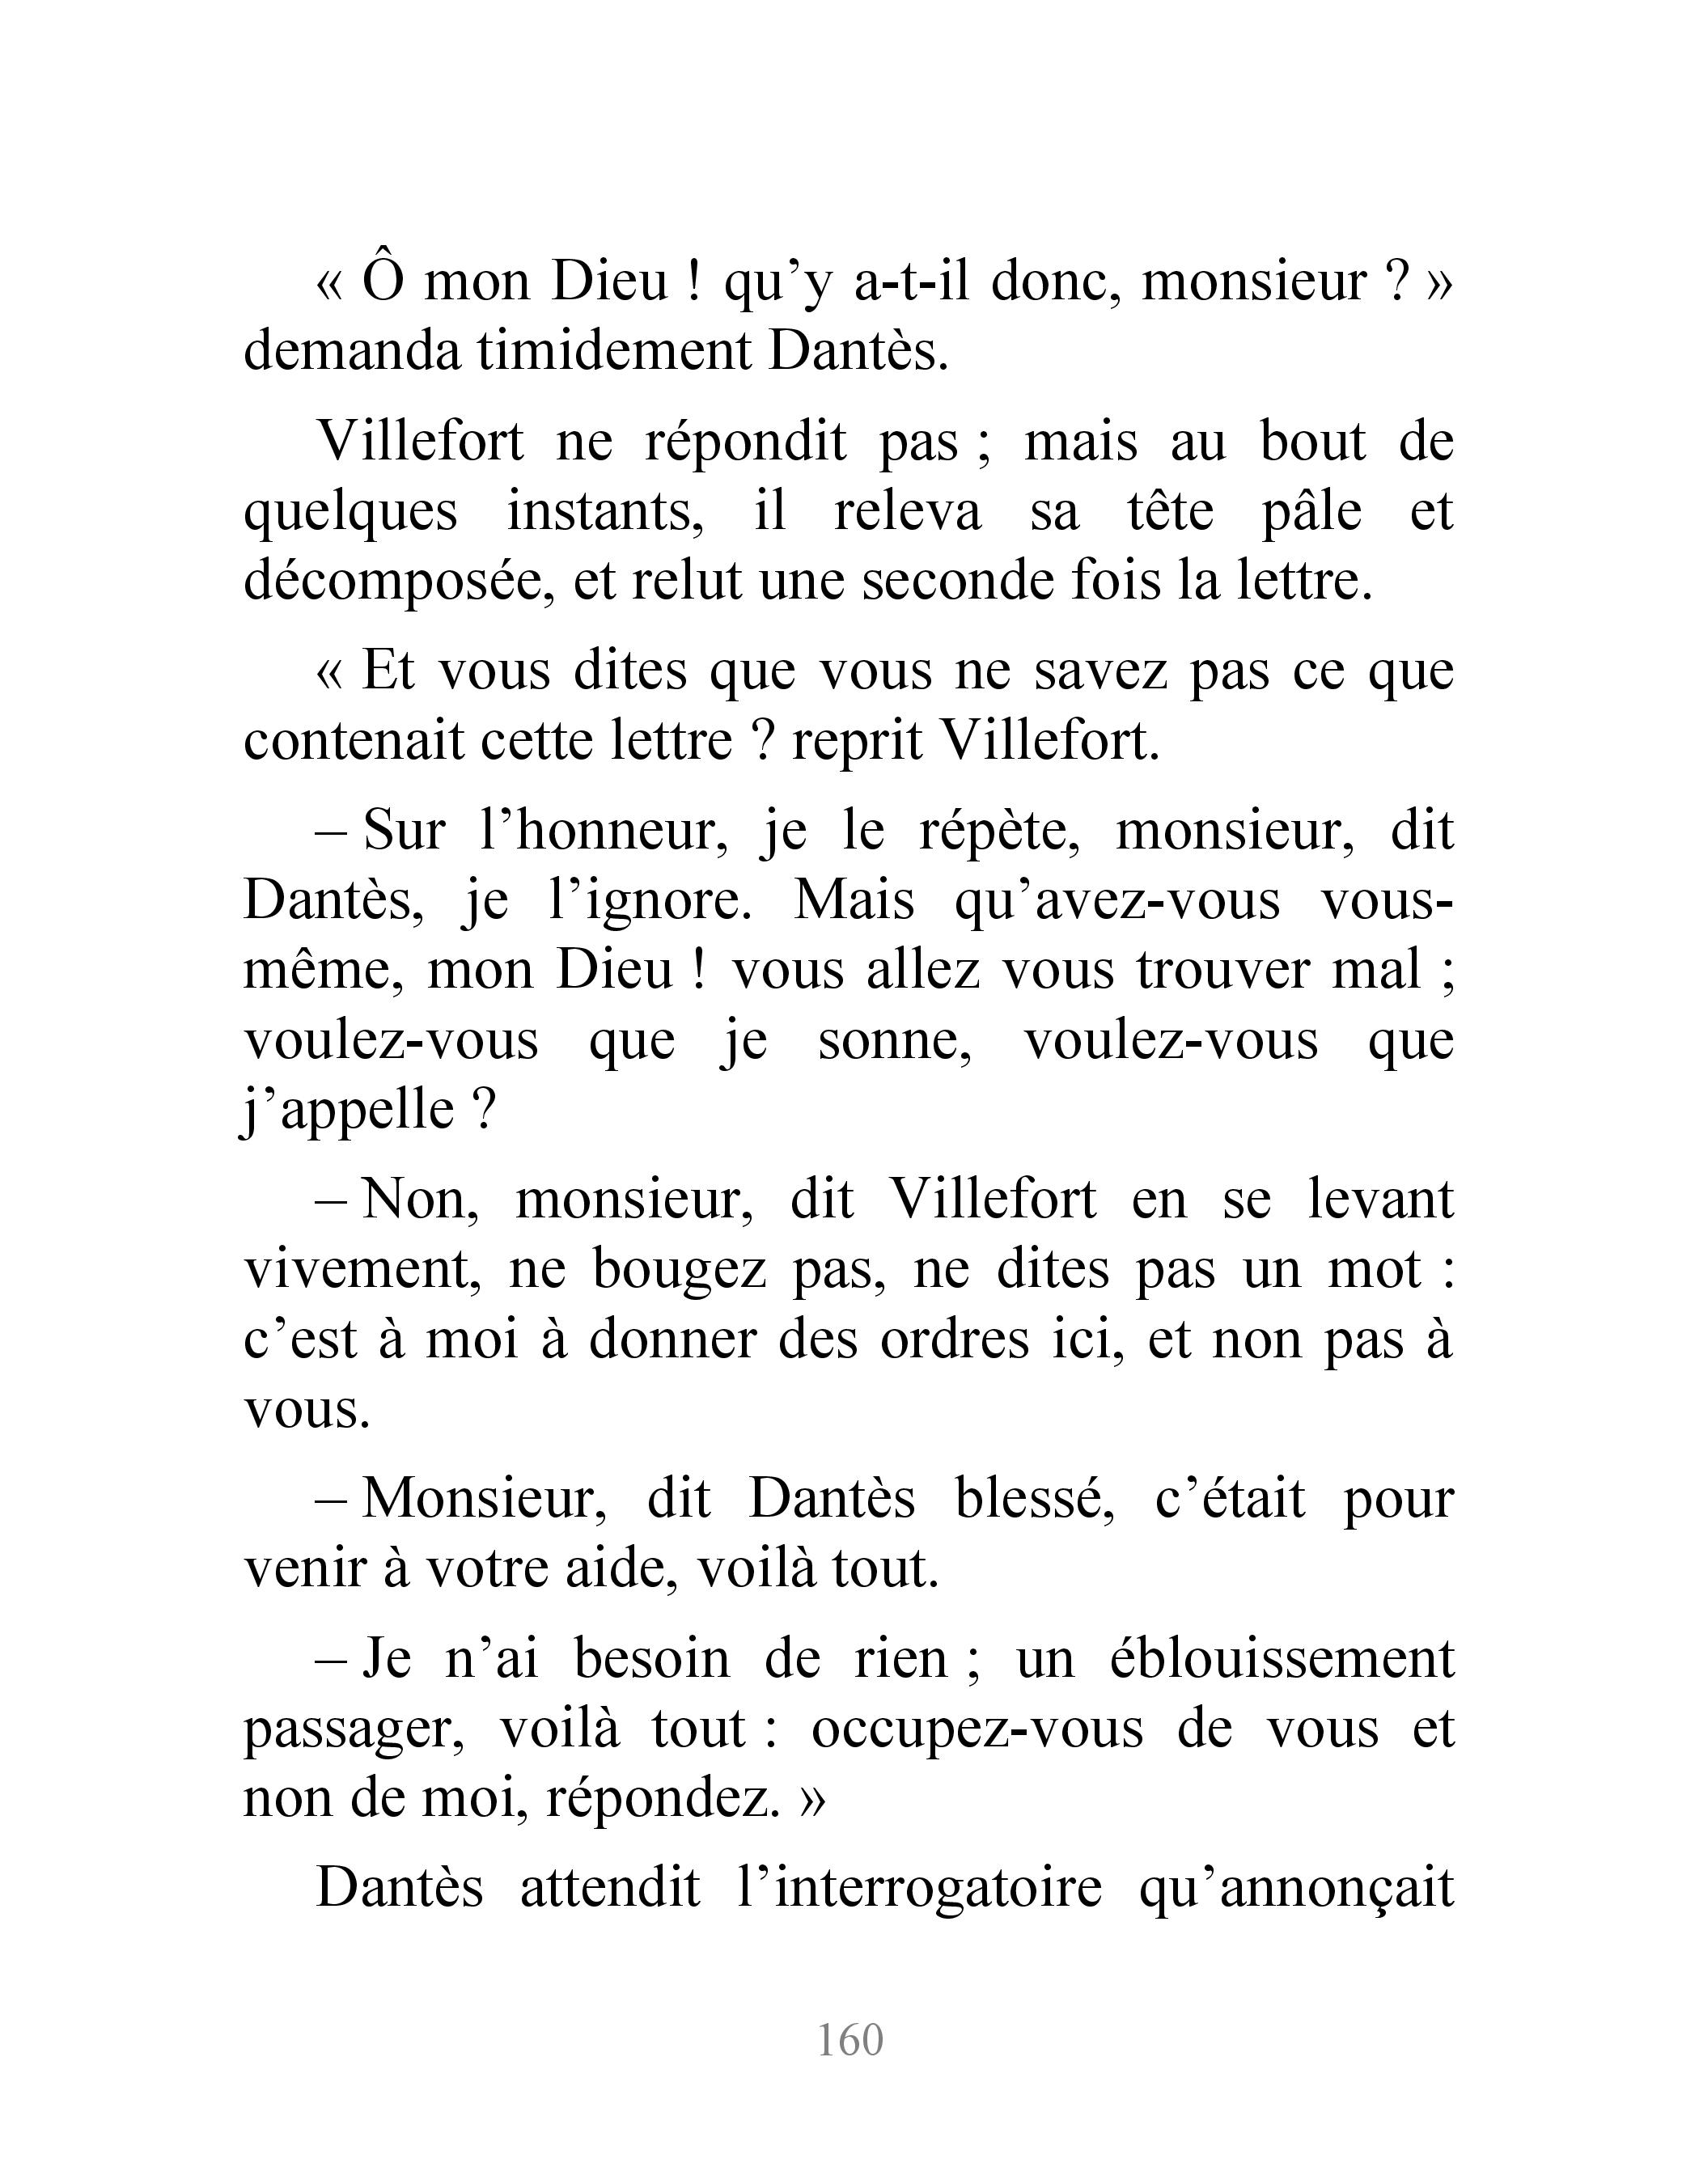 « Ô mon Dieu ! qu’y a-t-il donc, monsieur ? »
demanda timidement Dantès.
Villefort ne répondit pas ; mais au bout de
quelques instants, il releva sa tête pâle et
décomposée, et relut une seconde fois la lettre.
« Et vous dites que vous ne savez pas ce que
contenait cette lettre ? reprit Villefort.
– Sur l’honneur, je le répète, monsieur, dit
Dantès, je l’ignore. Mais qu’avez-vous vous-
même, mon Dieu ! vous allez vous trouver mal ;
voulez-vous que je sonne, voulez-vous que
j’appelle ?
– Non, monsieur, dit Villefort en se levant
vivement, ne bougez pas, ne dites pas un mot :
c’est à moi à donner des ordres ici, et non pas à
vous.
– Monsieur, dit Dantès blessé, c’était pour
venir à votre aide, voilà tout.
– Je n’ai besoin de rien ; un éblouissement
passager, voilà tout : occupez-vous de vous et
non de moi, répondez. »
Dantès attendit l’interrogatoire qu’annonçait
160